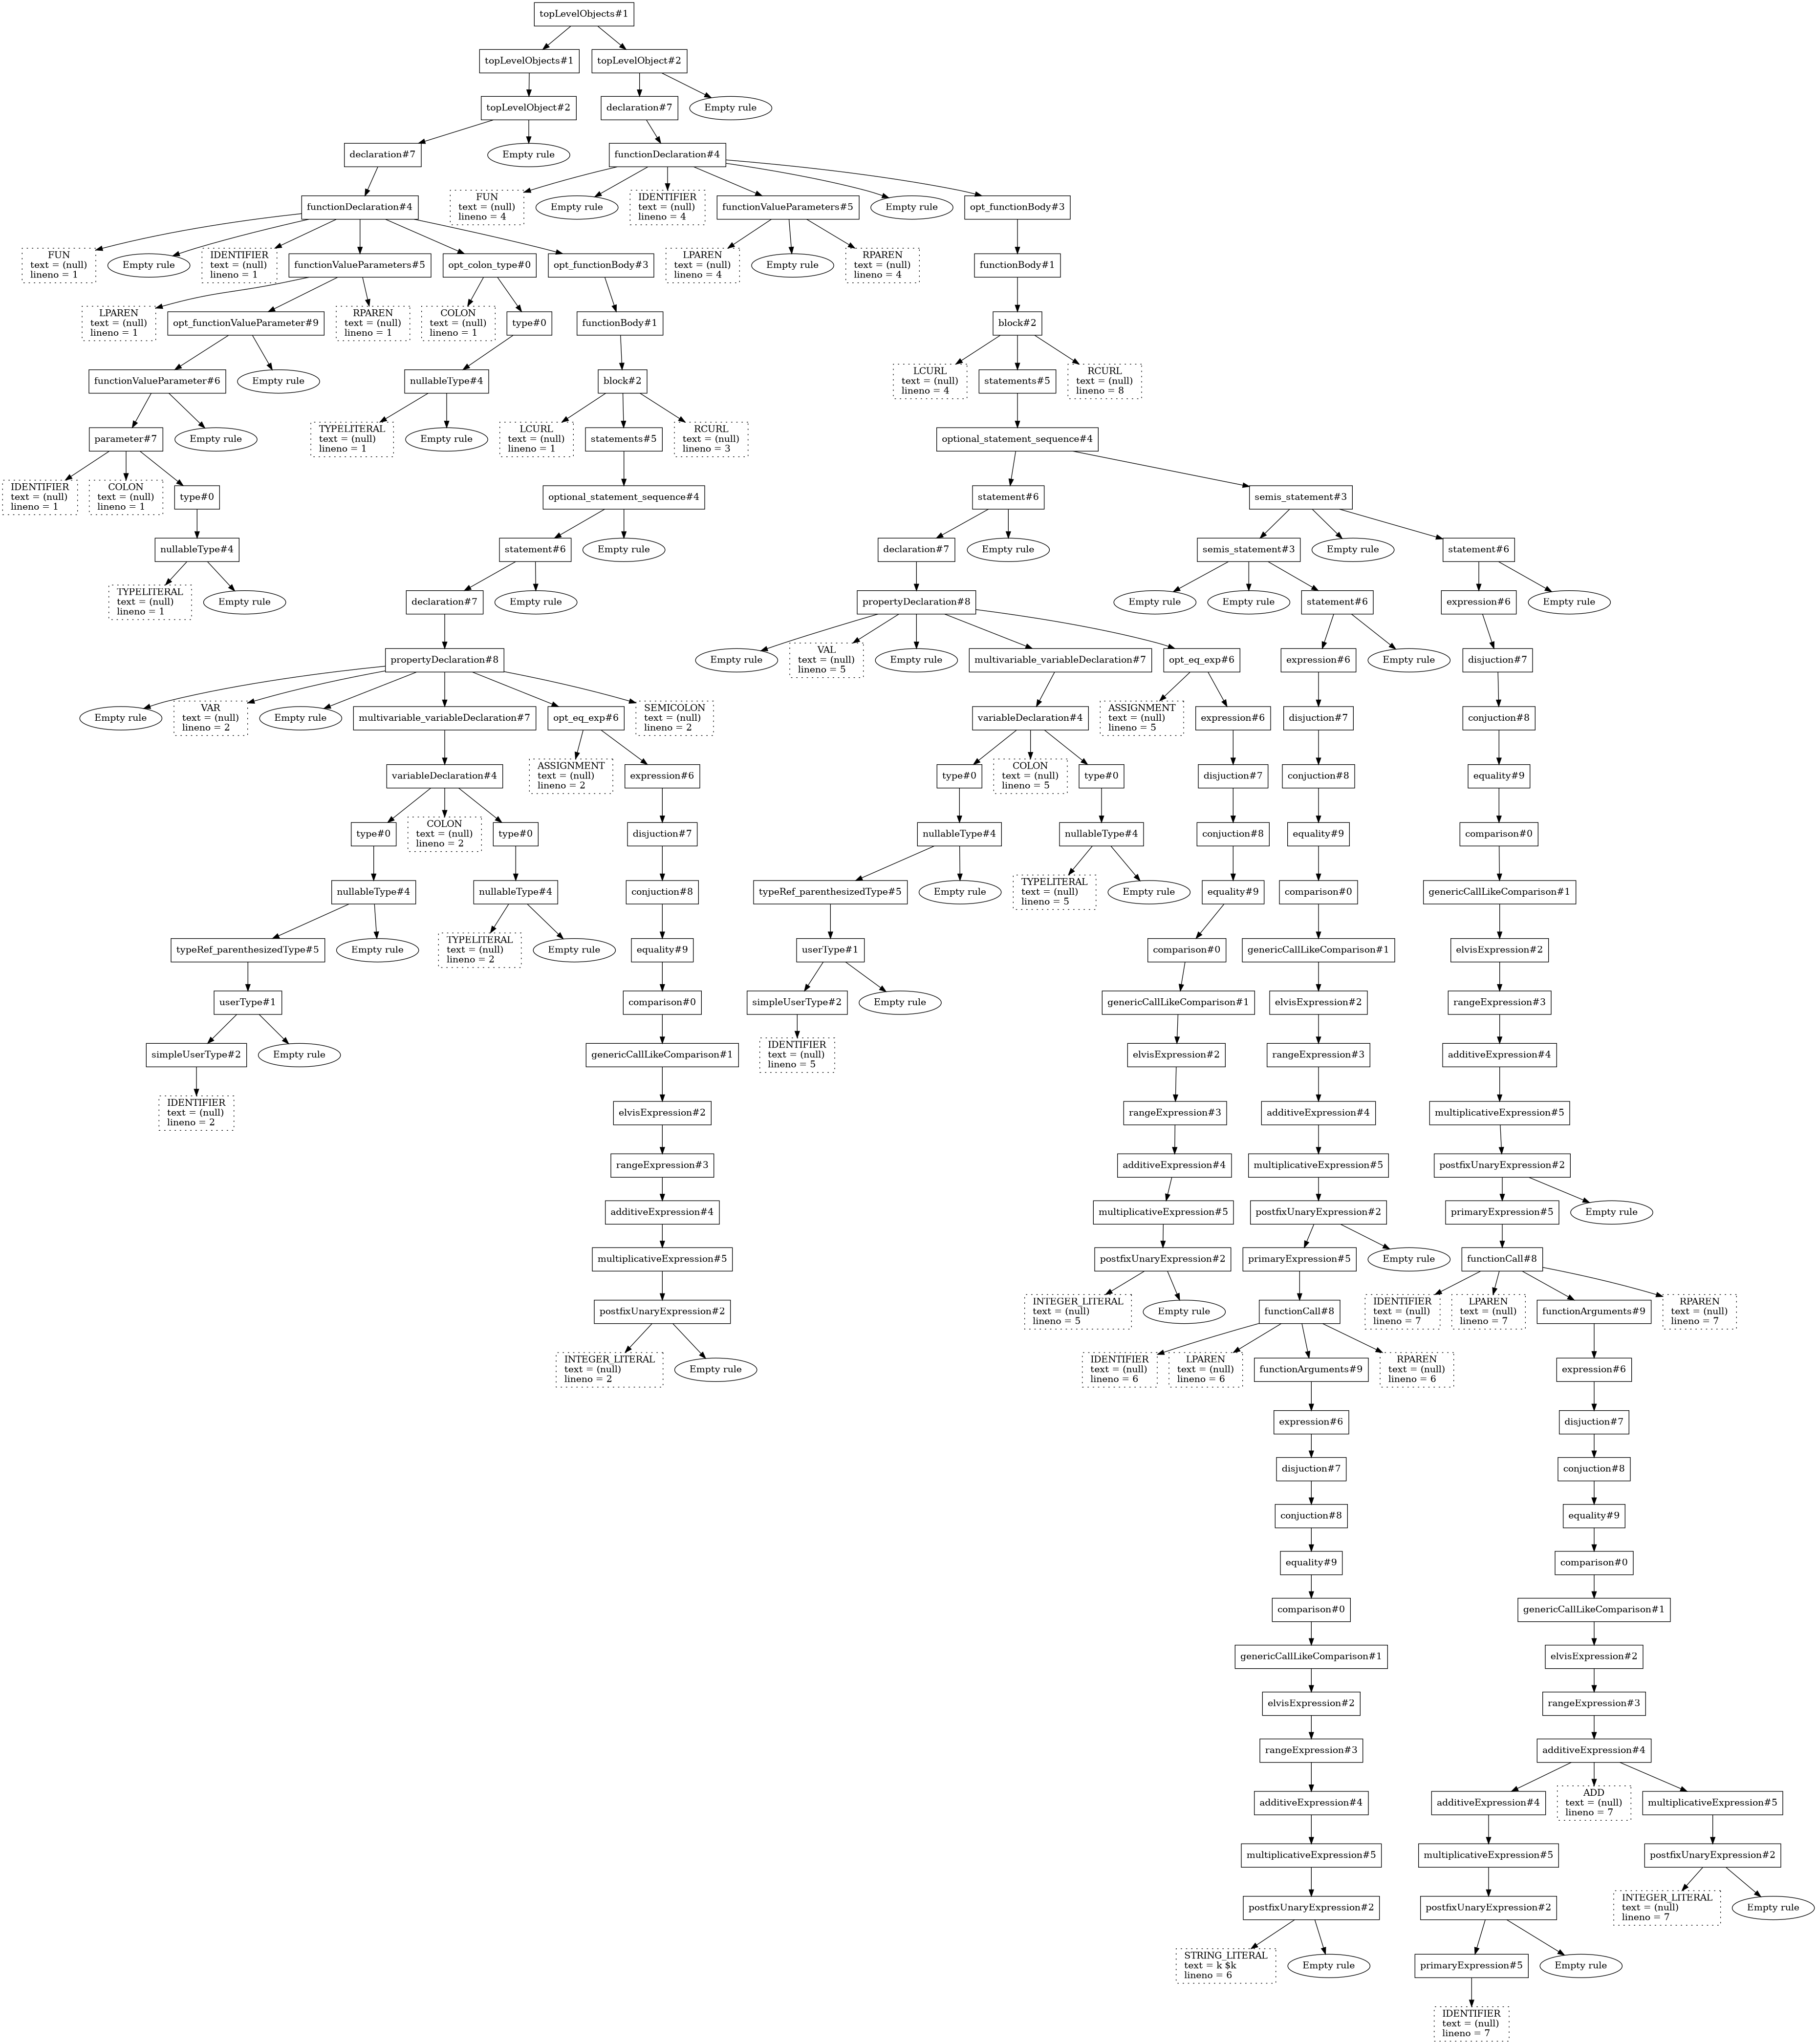 topLevelObjects#1
topLevelObjects#1
topLevelObject#2
topLevelObject#2
declaration#7
Empty rule
declaration#7
Empty rule
functionDeclaration#4
functionDeclaration#4
FUN
text = (null)
lineno = 4
Empty rule
IDENTIFIER
text = (null)
lineno = 4
functionValueParameters#5
Empty rule
opt_functionBody#3
FUN
text = (null)
lineno = 1
Empty rule
IDENTIFIER
text = (null)
lineno = 1
functionValueParameters#5
opt_colon_type#0
opt_functionBody#3
LPAREN
text = (null)
lineno = 4
Empty rule
RPAREN
text = (null)
lineno = 4
functionBody#1
LPAREN
text = (null)
lineno = 1
opt_functionValueParameter#9
RPAREN
text = (null)
lineno = 1
COLON
text = (null)
lineno = 1
type#0
functionBody#1
block#2
functionValueParameter#6
Empty rule
nullableType#4
block#2
LCURL
text = (null)
lineno = 4
statements#5
RCURL
text = (null)
lineno = 8
parameter#7
Empty rule
TYPELITERAL
text = (null)
lineno = 1
Empty rule
LCURL
text = (null)
lineno = 1
statements#5
RCURL
text = (null)
lineno = 3
optional_statement_sequence#4
IDENTIFIER
text = (null)
lineno = 1
COLON
text = (null)
lineno = 1
type#0
optional_statement_sequence#4
statement#6
semis_statement#3
nullableType#4
statement#6
Empty rule
declaration#7
Empty rule
semis_statement#3
Empty rule
statement#6
TYPELITERAL
text = (null)
lineno = 1
Empty rule
declaration#7
Empty rule
propertyDeclaration#8
Empty rule
Empty rule
statement#6
expression#6
Empty rule
propertyDeclaration#8
Empty rule
VAL
text = (null)
lineno = 5
Empty rule
multivariable_variableDeclaration#7
opt_eq_exp#6
expression#6
Empty rule
disjuction#7
Empty rule
VAR
text = (null)
lineno = 2
Empty rule
multivariable_variableDeclaration#7
opt_eq_exp#6
SEMICOLON
text = (null)
lineno = 2
variableDeclaration#4
ASSIGNMENT
text = (null)
lineno = 5
expression#6
disjuction#7
conjuction#8
variableDeclaration#4
ASSIGNMENT
text = (null)
lineno = 2
expression#6
type#0
COLON
text = (null)
lineno = 5
type#0
disjuction#7
conjuction#8
equality#9
type#0
COLON
text = (null)
lineno = 2
type#0
disjuction#7
nullableType#4
nullableType#4
conjuction#8
equality#9
comparison#0
nullableType#4
nullableType#4
conjuction#8
typeRef_parenthesizedType#5
Empty rule
TYPELITERAL
text = (null)
lineno = 5
Empty rule
equality#9
comparison#0
genericCallLikeComparison#1
typeRef_parenthesizedType#5
Empty rule
TYPELITERAL
text = (null)
lineno = 2
Empty rule
equality#9
userType#1
comparison#0
genericCallLikeComparison#1
elvisExpression#2
userType#1
comparison#0
simpleUserType#2
Empty rule
genericCallLikeComparison#1
elvisExpression#2
rangeExpression#3
simpleUserType#2
Empty rule
genericCallLikeComparison#1
IDENTIFIER
text = (null)
lineno = 5
elvisExpression#2
rangeExpression#3
additiveExpression#4
IDENTIFIER
text = (null)
lineno = 2
elvisExpression#2
rangeExpression#3
additiveExpression#4
multiplicativeExpression#5
rangeExpression#3
additiveExpression#4
multiplicativeExpression#5
postfixUnaryExpression#2
additiveExpression#4
multiplicativeExpression#5
postfixUnaryExpression#2
primaryExpression#5
Empty rule
multiplicativeExpression#5
postfixUnaryExpression#2
primaryExpression#5
Empty rule
functionCall#8
postfixUnaryExpression#2
INTEGER_LITERAL
text = (null)
lineno = 5
Empty rule
functionCall#8
IDENTIFIER
text = (null)
lineno = 7
LPAREN
text = (null)
lineno = 7
functionArguments#9
RPAREN
text = (null)
lineno = 7
INTEGER_LITERAL
text = (null)
lineno = 2
Empty rule
IDENTIFIER
text = (null)
lineno = 6
LPAREN
text = (null)
lineno = 6
functionArguments#9
RPAREN
text = (null)
lineno = 6
expression#6
expression#6
disjuction#7
disjuction#7
conjuction#8
conjuction#8
equality#9
equality#9
comparison#0
comparison#0
genericCallLikeComparison#1
genericCallLikeComparison#1
elvisExpression#2
elvisExpression#2
rangeExpression#3
rangeExpression#3
additiveExpression#4
additiveExpression#4
additiveExpression#4
ADD
text = (null)
lineno = 7
multiplicativeExpression#5
multiplicativeExpression#5
multiplicativeExpression#5
postfixUnaryExpression#2
postfixUnaryExpression#2
postfixUnaryExpression#2
INTEGER_LITERAL
text = (null)
lineno = 7
Empty rule
STRING_LITERAL
text = k $k
lineno = 6
Empty rule
primaryExpression#5
Empty rule
IDENTIFIER
text = (null)
lineno = 7